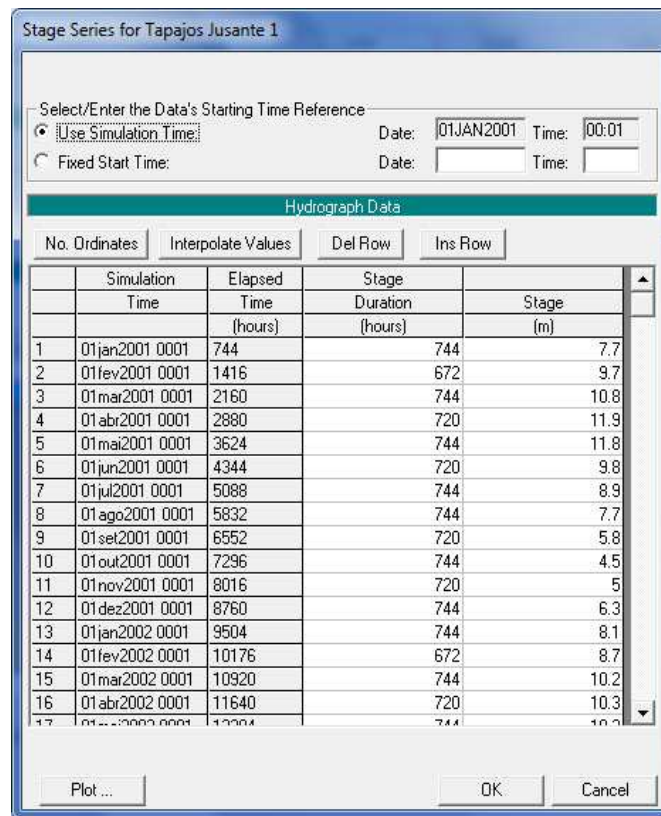 Stage Series for Tapajos Jusante 1
Select/Enter the Data's Starting Time Reference
Use Simulation Time: Date: 01JAN2001 Time: 00:01
Fixed Start Time: Date: Time:
Hydrograph Data
No. Ordinates Interpolate Values Del Row Ins Row
Simulation Elapsed Stage
Time Time Duration Stage
(hours) (hours) (m)
1 01jan2001 0001 744 744 7.7
2 01fev2001 0001 1416 672 9.7
3 01mar2001 0001 2160 744 10.8
4 01abr2001 0001 2880 720 11.9
5 01mai2001 0001 3624 744 11.8
6 01jun2001 0001 4344 720 9.8
7 01jul2001 0001 5088 744 8.9
8 01ago2001 0001 5832 744 7.7
9 01set2001 0001 6552 720 5.8
10 01out2001 0001 7296 744 4.5
11 01nov2001 0001 8016 720 5
12 01dez2001 0001 8760 744 6.3
13 01jan2002 0001 9504 744 8.1
14 01fev2002 0001 10176 672 8.7
15 01mar2002 0001 10920 744 10.2
16 01abr2002 0001 11640 720 10.3
Plot ... OK Cancel